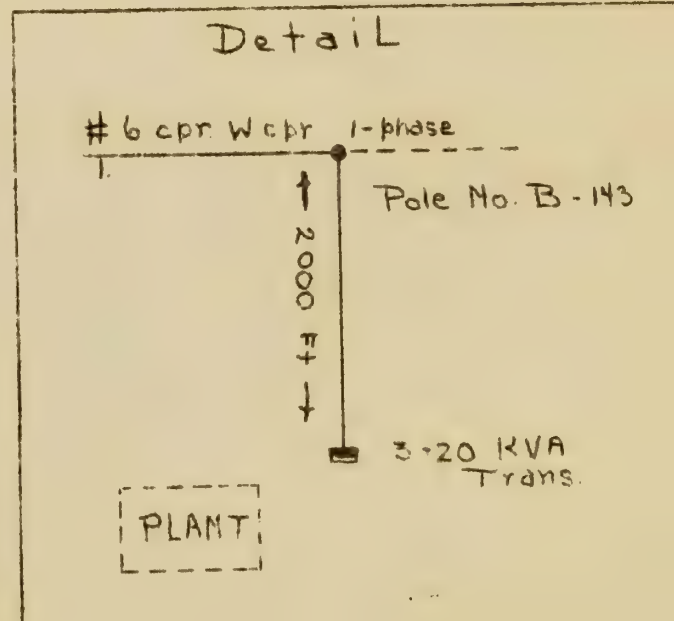 Detail
# 6 cpr. W cpr 1-phase
1.
Pole No. B-143
2000 Ft
3-20 KVA
Trans.
PLANT